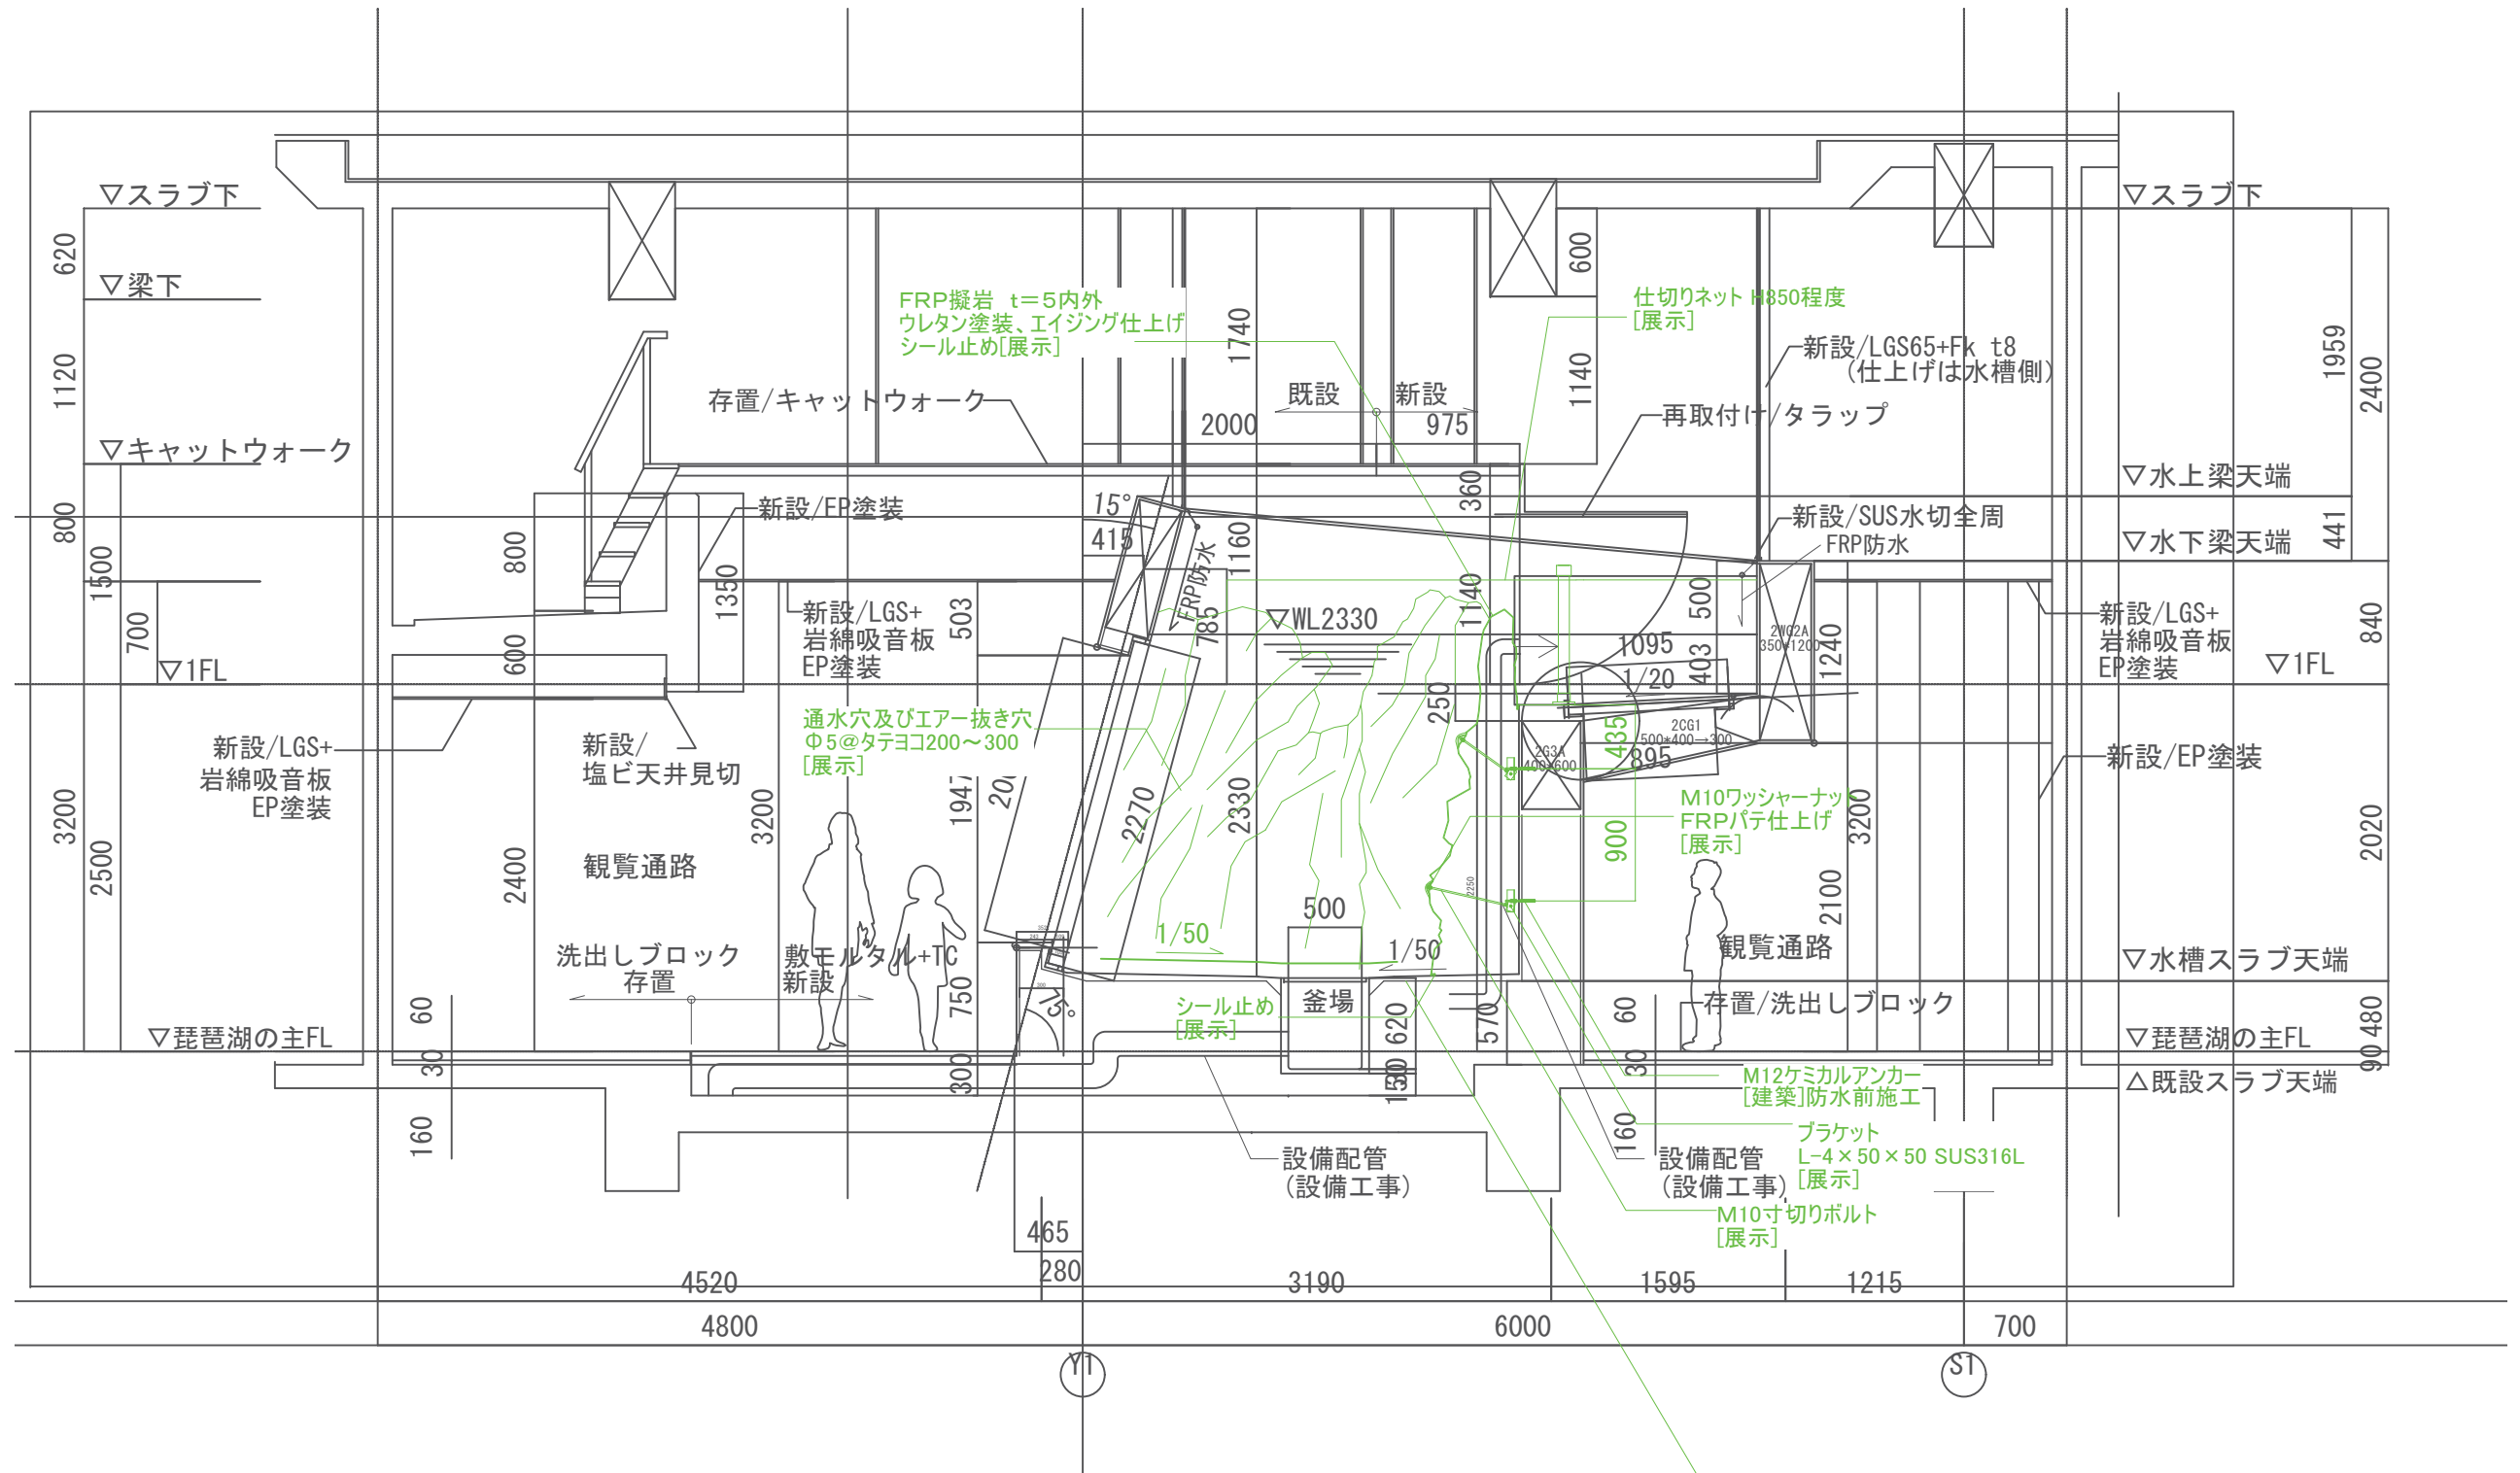 ▽スラブ下
▽スラブ下
620
▽梁下
600
FRP擬岩 t＝5内外
ウレタン塗装、エイジング仕上げ
シール止め[展示]
仕切りネット H850程度
[展示]
1740
新設/LGS65+Fk t8
(仕上げは水槽側)
1959
2400
1120
1140
存置/キャットウォーク
既設
新設
再取付け/タラップ
2000
975
▽キャットウォーク
▽水上梁天端
360
15°
新設/EP塗装
新設/SUS水切全周
FRP防水
800
415
1160
▽水下梁天端
441
800
1500
1350
FRP防水
1140
500
新設/LGS+
岩綿吸音板
EP塗装
503
785
▽WL2330
2WG2A
350*1200
1240
新設/LGS+
岩綿吸音板
EP塗装
840
700
600
1095
403
▽1FL
▽1FL
1/20
250
通水穴及びエアー抜き穴
Φ5@タテヨコ200～300
[展示]
2CG1
500*400→300
435
895
2G3A
400*600
新設/LGS+
岩綿吸音板
EP塗装
新設/
塩ビ天井見切
新設/EP塗装
1947
2270
2330
M10ワッシャーナット
FRPパテ仕上げ
[展示]
3200
3200
3200
900
2020
2500
2400
観覧通路
2250
2100
500
1/50
1/50
観覧通路
洗出しブロック
存置
敷モルタル+TC
新設
▽水槽スラブ天端
60
750
300
75°
シール止め
[展示]
釜場
620
570
60
存置/洗出しブロック
480
▽琵琶湖の主FL
▽琵琶湖の主FL
30
300
30
90
M12ケミカルアンカー
[建築]防水前施工
△既設スラブ天端
160
160
ブラケット
L-4×50×50 SUS316L
[展示]
設備配管
(設備工事)
設備配管
(設備工事)
M10寸切りボルト
[展示]
465
280
4520
3190
1595
1215
4800
6000
700
Y1
S1